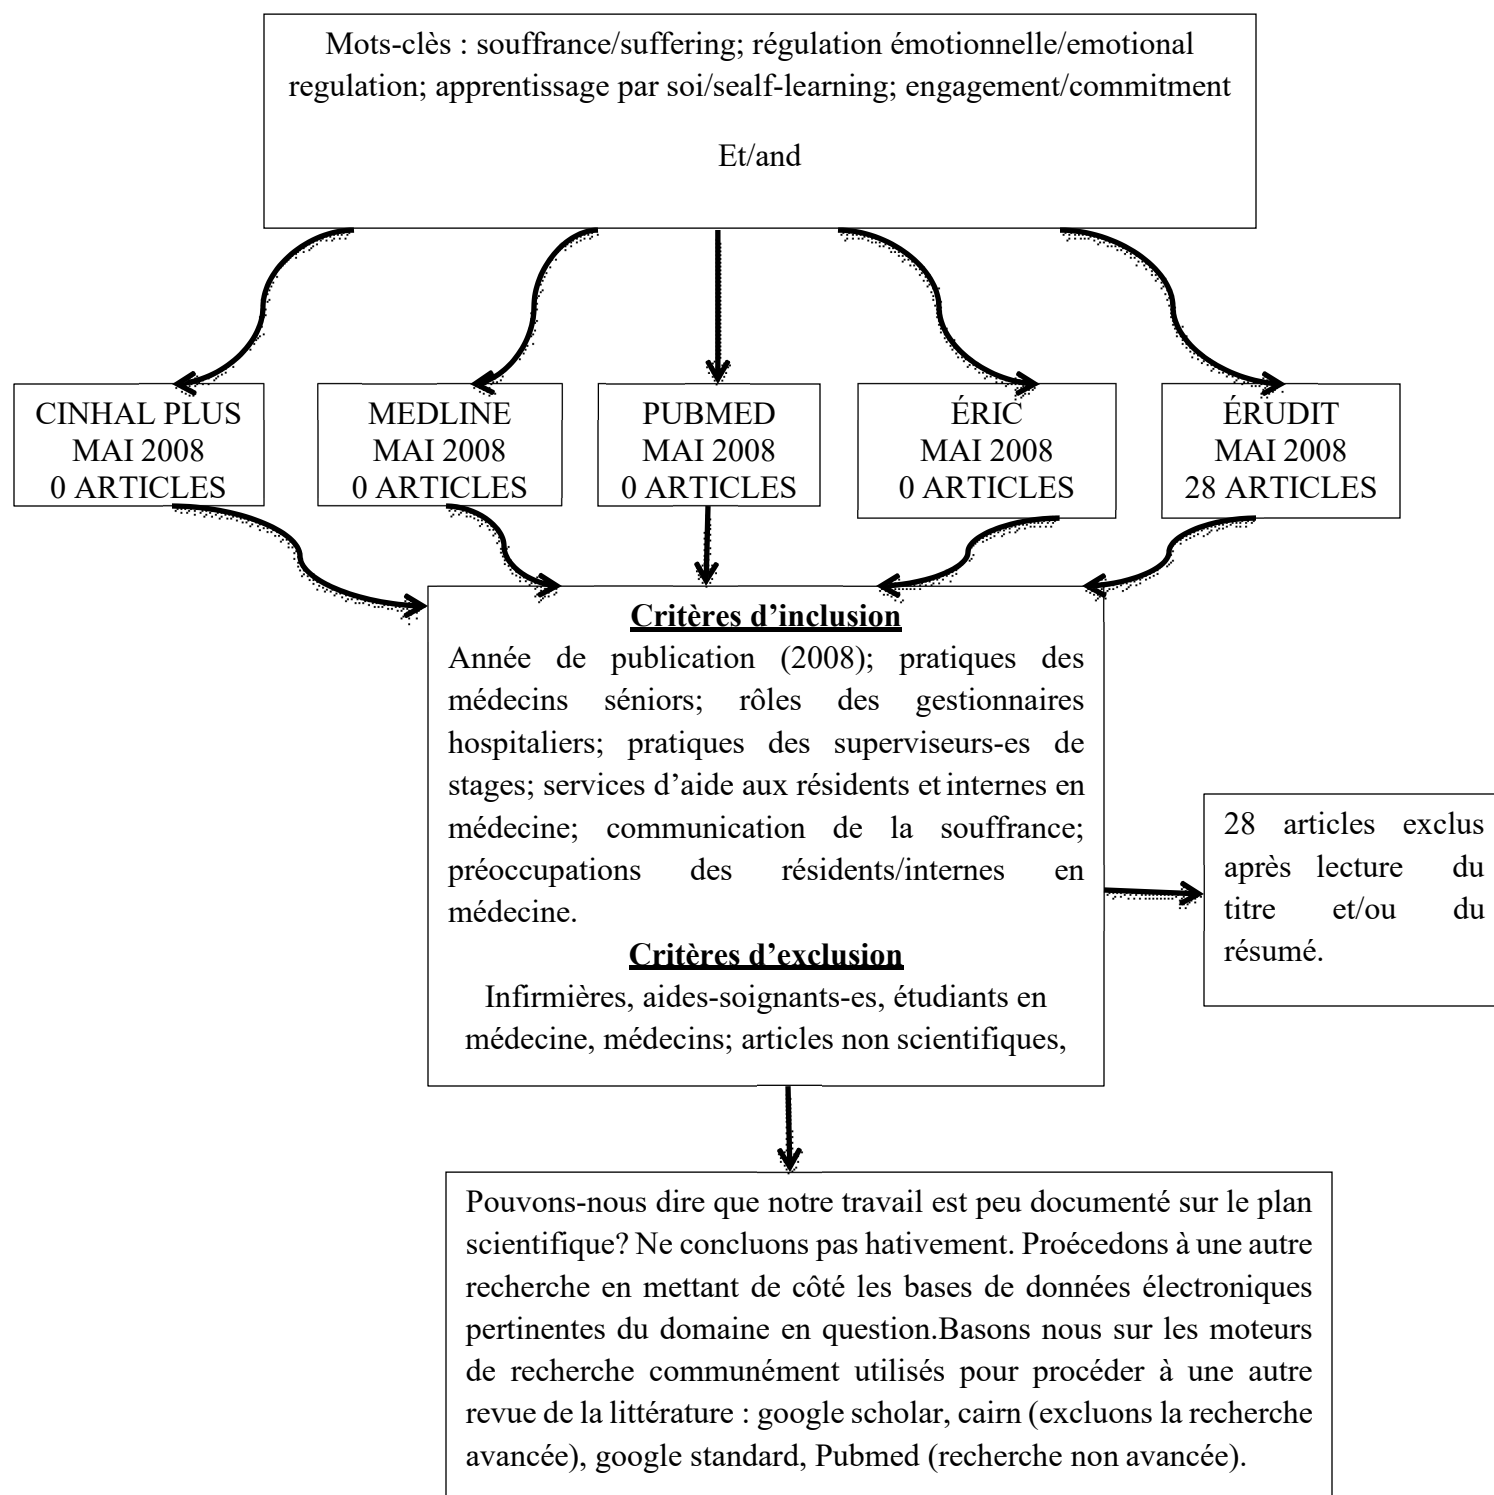 Mots-clès : souffrance/suffering; régulation émotionnelle/emotional
regulation; apprentissage par soi/sealf-learning; engagement/commitment
Et/and
CINHAL PLUS
MAI 2008
0 ARTICLES
MEDLINE
MAI 2008
0 ARTICLES
PUBMED
MAI 2008
0 ARTICLES
ÉRIC
MAI 2008
0 ARTICLES
ÉRUDIT
MAI 2008
28 ARTICLES
Critères d’inclusion
Année de publication (2008); pratiques des
médecins séniors; rôles des gestionnaires
hospitaliers; pratiques des superviseurs-es de
stages; services d’aide aux résidents et internes en
médecine; communication de la souffrance;
préoccupations des résidents/internes en
médecine.
Critères d’exclusion
Infirmières, aides-soignants-es, étudiants en
médecine, médecins; articles non scientifiques,
28 articles exclus
après lecture du
titre et/ou du
résumé.
Pouvons-nous dire que notre travail est peu documenté sur le plan
scientifique? Ne concluons pas hativement. Proécedons à une autre
recherche en mettant de côté les bases de données électroniques
pertinentes du domaine en question.Basons nous sur les moteurs
de recherche communément utilisés pour procéder à une autre
revue de la littérature : google scholar, cairn (excluons la recherche
avancée), google standard, Pubmed (recherche non avancée).